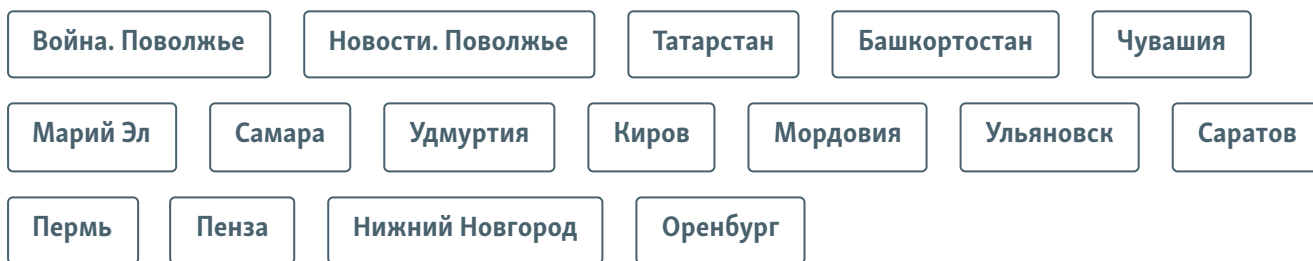 Война. Поволжье Новости. Поволжье Татарстан Башкортостан Чувашия
Марий Эл Самара Удмуртия Киров Мордовия Ульяновск Саратов
Пермь Пенза Нижний Новгород Оренбург